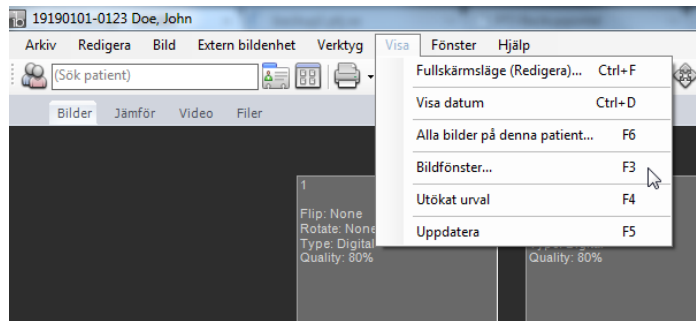 19190101-0123 Doe, John
Arkiv Redigera Bild Extern bildenhet Verktyg Visa Fönster Hjälp
(Sök patient)
Fullskärmsläge (Redigera)... Ctrl+F
Visa datum Ctrl+D
Alla bilder på denna patient... F6
Bildfönster... F3
Utökat urval F4
Uppdatera F5
Bilder Jämför Video Filer
1
Flip: None
Rotate: None
Type: Digital
Quality: 80%
Quality: 80%